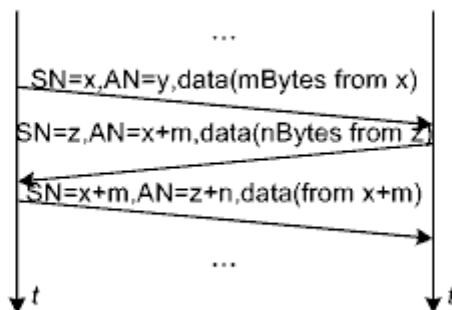 ...
SN=x,AN=y,data(mBytes from x)
SN=z,AN=x+m,data(nBytes from z)
SN=x+m,AN=z+n,data(from x+m)
...
t t